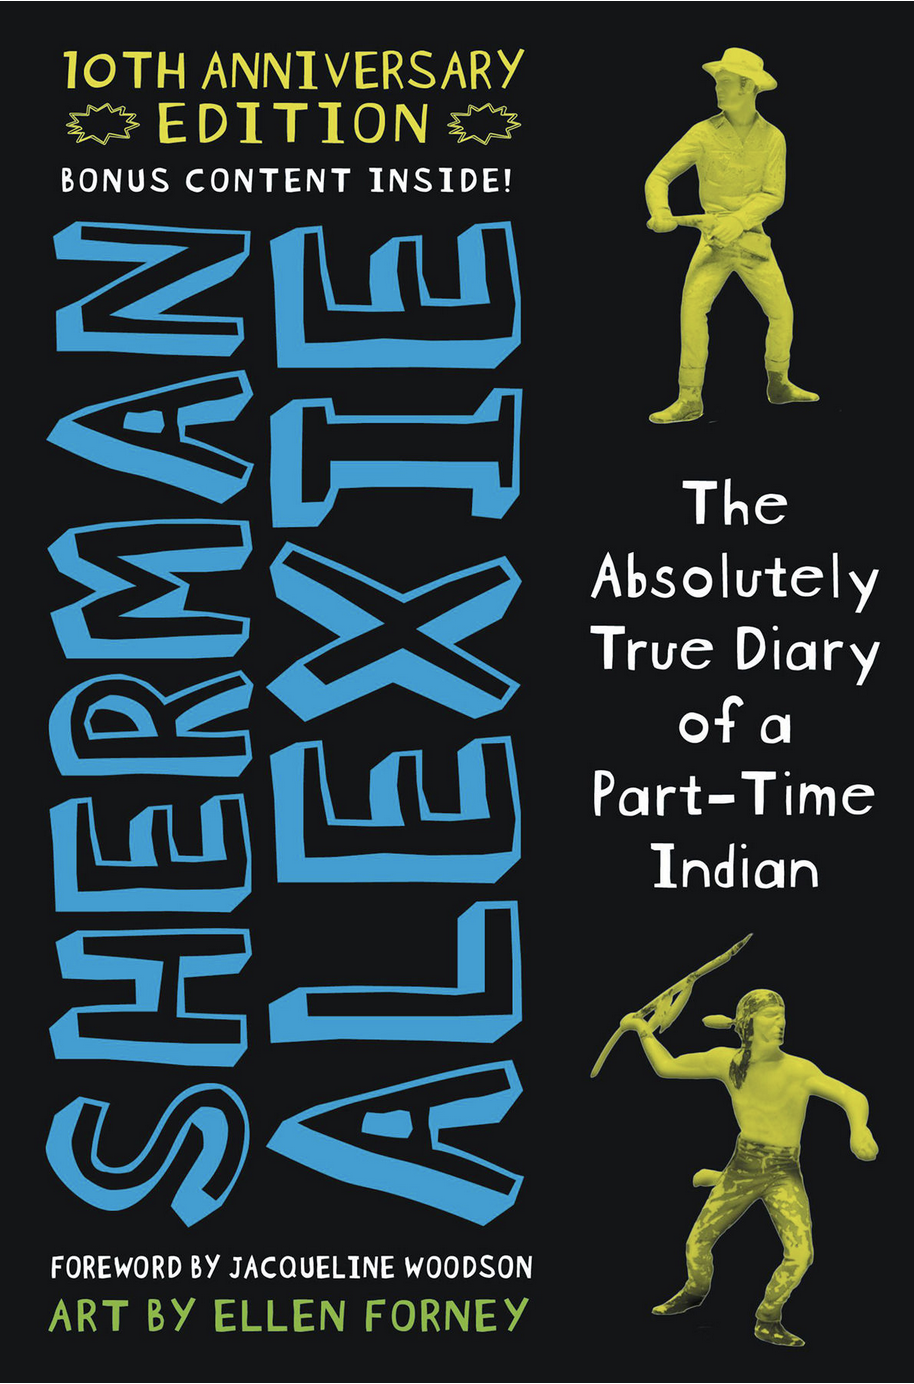 10TH ANNIVERSARY
EDITION
BONUS CONTENT INSIDE!
SHERMAN
ALEXIE
The
Absolutely
True Diary
of a
Part-Time
Indian
FOREWORD BY JACQUELINE WOODSON
ART BY ELLEN FORNEY